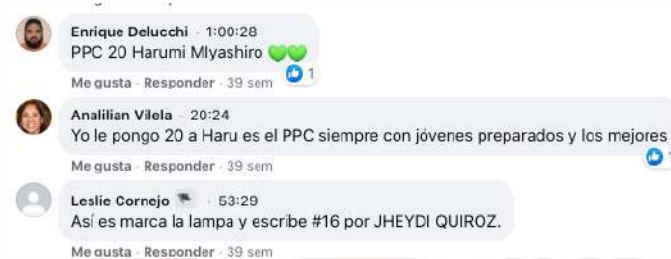 Enrique Delucchi · 1:00:28
PPC 20 Harumi MIyashiro 💚💚
1
Me gusta · Responder · 39 sem
Analilian Vilela · 20:24
Yo le pongo 20 a Haru es el PPC siempre con jóvenes preparados y los mejores
Me gusta · Responder · 39 sem
Leslie Cornejo · 53:29
Así es marca la lampa y escribe #16 por JHEYDI QUIROZ.
Me gusta · Responder · 39 sem